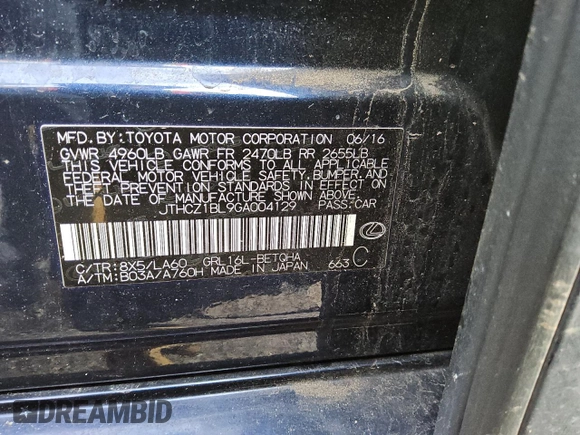 MFD. BY: TOYOTA MOTOR CORPORATION 06/16
GVWR 4960LB GAWR FR 2470LB RR 2655LB
THIS VEHICLE CONFORMS TO ALL APPLICABLE
FEDERAL MOTOR VEHICLE SAFETY, BUMPER, AND
THEFT PREVENTION STANDARDS IN EFFECT ON
THE DATE OF MANUFACTURE SHOWN ABOVE.
JTHCZ1BL9GA004129 PASS.CAR
C/TR:8X5/LA60 GRL16L-BETQHA
A/TM:B03A/A760H MADE IN JAPAN 663 C
DREAMBID